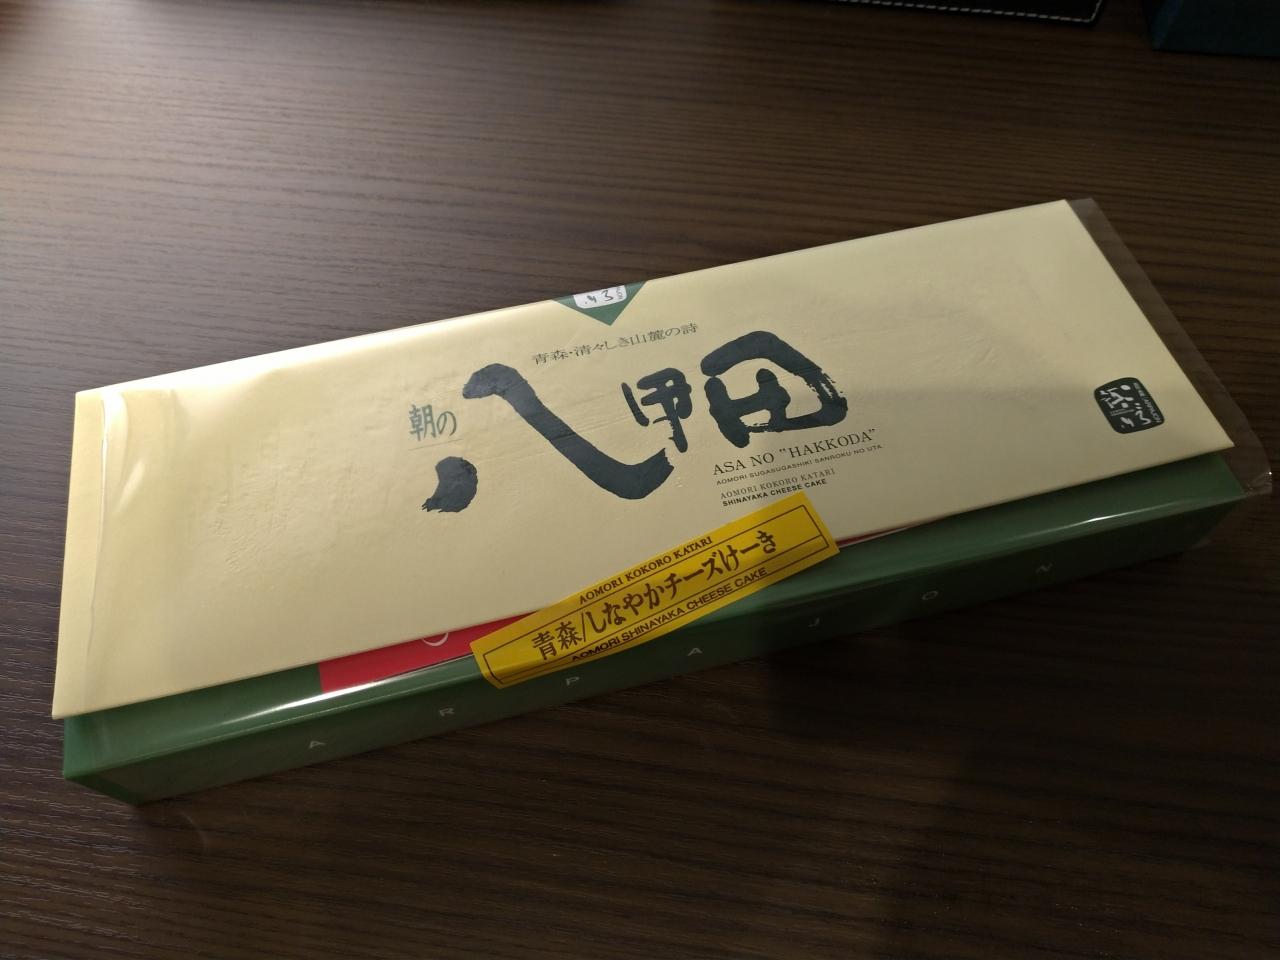 青森・清々しき山麓の詩
朝の
八甲田
ASA NO "HAKKODA"
AOMORI SUGASUGASHIKI SANROKU NO UTA
AOMORI KOKORO KATARI
SHINAYAKA CHEESE CAKE
AOMORI KOKORO KATARI
青森/しなやかチーズけーき
AOMORI SHINAYAKA CHEESE CAKE
A R P A J O N